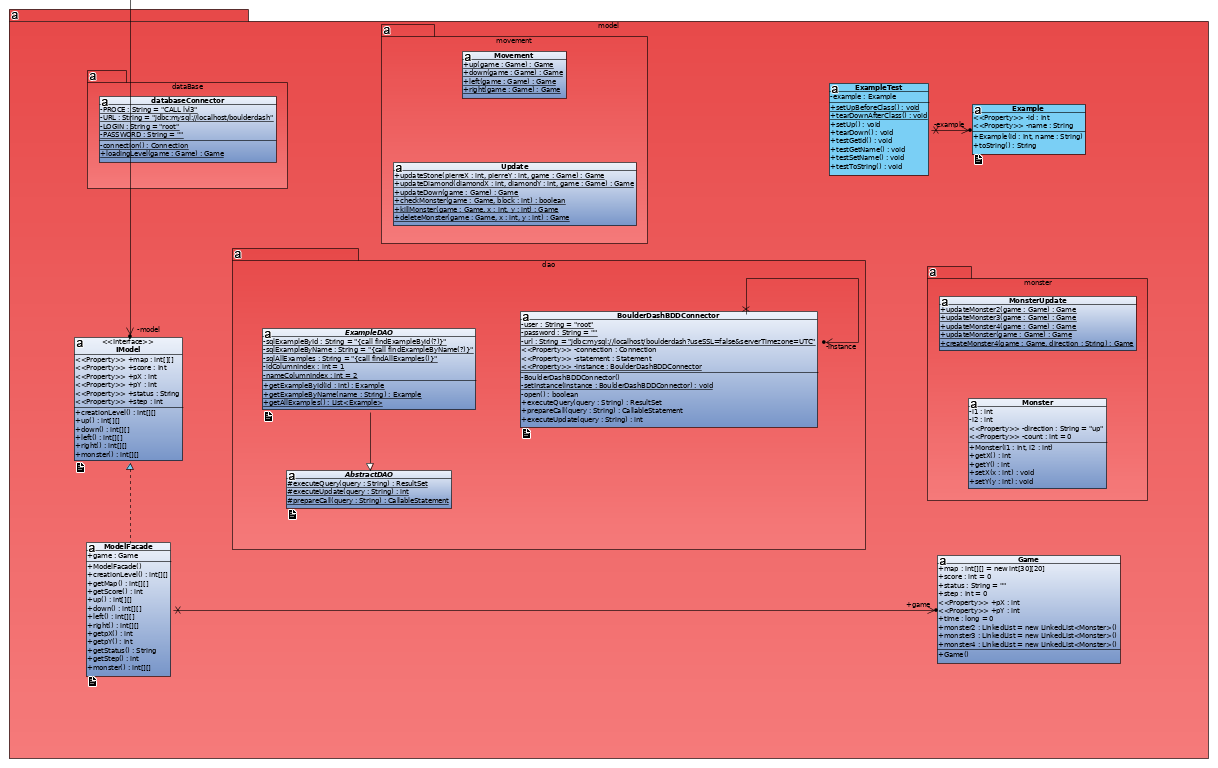 a
model
a
movement
a
Movement
+up(game : Game) : Game
+down(game : Game) : Game
+left(game : Game) : Game
+right(game : Game) : Game
a
Update
+updateStone(pierreX : int, pierreY : int, game : Game) : Game
+updateDiamond(diamondX : int, diamondY : int, game : Game) : Game
+updateDown(game : Game) : Game
+checkMonster(game : Game, block : int) : boolean
+killMonster(game : Game, x : int, y : int) : Game
+deleteMonster(game : Game, x : int, y : int) : Game
a
dataBase
a
databaseConnector
-PROCE : String = "CALL lvl3"
-URL : String = "jdbc:mysql://localhost/boulderdash"
-LOGIN : String = "root"
-PASSWORD : String = ""
-connection() : Connection
+loadingLevel(game : Game) : Game
a
ExampleTest
-example : Example
+setUpBeforeClass() : void
+tearDownAfterClass() : void
+setUp() : void
+tearDown() : void
+testGetId() : void
+testGetName() : void
+testSetName() : void
+testToString() : void
-example
a
Example
<<Property>> -id : int
<<Property>> -name : String
+Example(id : int, name : String)
+toString() : String
a
dao
a
ExampleDAO
-sqlExampleById : String = "{call findExampleById(?)}"
-sqlExampleByName : String = "{call findExampleByName(?)}"
-sqlAllExamples : String = "{call findAllExamples()}"
-idColumnIndex : int = 1
-nameColumnIndex : int = 2
+getExampleById(id : int) : Example
+getExampleByName(name : String) : Example
+getAllExamples() : List<Example>
a
AbstractDAO
#executeQuery(query : String) : ResultSet
#executeUpdate(query : String) : int
#prepareCall(query : String) : CallableStatement
a
BoulderDashBDDConnector
-user : String = "root"
-password : String = ""
-url : String = "jdbc:mysql://localhost/boulderdash?useSSL=false&serverTimezone=UTC"
<<Property>> -connection : Connection
<<Property>> -statement : Statement
<<Property>> -instance : BoulderDashBDDConnector
-BoulderDashBDDConnector()
-setInstance(instance : BoulderDashBDDConnector) : void
-open() : boolean
+executeQuery(query : String) : ResultSet
+prepareCall(query : String) : CallableStatement
+executeUpdate(query : String) : int
-instance
a
monster
a
MonsterUpdate
+updateMonster2(game : Game) : Game
+updateMonster3(game : Game) : Game
+updateMonster4(game : Game) : Game
+updateMonster(game : Game) : Game
+createMonster4(game : Game, direction : String) : Game
a
Monster
-i1 : int
-i2 : int
<<Property>> -direction : String = "up"
<<Property>> -count : int = 0
+Monster(i1 : int, i2 : int)
+getX() : int
+getY() : int
+setX(x : int) : void
+setY(y : int) : void
-model
a
<<Interface>>
IModel
<<Property>> +map : int[][]
<<Property>> +score : int
<<Property>> +pX : int
<<Property>> +pY : int
<<Property>> +status : String
<<Property>> +step : int
+creationLevel() : int[][]
+up() : int[][]
+down() : int[][]
+left() : int[][]
+right() : int[][]
+monster() : int[][]
a
ModelFacade
+game : Game
+ModelFacade()
+creationLevel() : int[][]
+getMap() : int[][]
+getScore() : int
+up() : int[][]
+down() : int[][]
+left() : int[][]
+right() : int[][]
+getpX() : int
+getpY() : int
+getStatus() : String
+getStep() : int
+monster() : int[][]
+game
a
Game
+map : int[][] = new int[30][20]
+score : int = 0
+status : String = ""
+step : int = 0
<<Property>> +pX : int
<<Property>> +pY : int
+time : long = 0
+monster2 : LinkedList = new LinkedList<Monster>()
+monster3 : LinkedList = new LinkedList<Monster>()
+monster4 : LinkedList = new LinkedList<Monster>()
+Game()